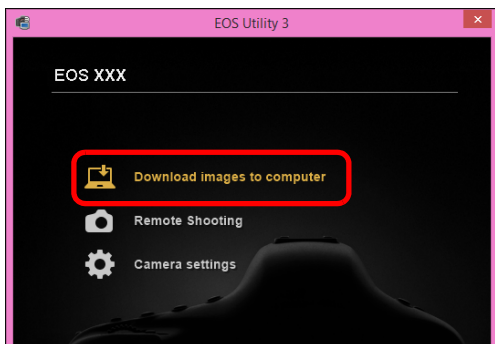 EOS Utility 3
EOS XXX
Download images to computer
Remote Shooting
Camera settings